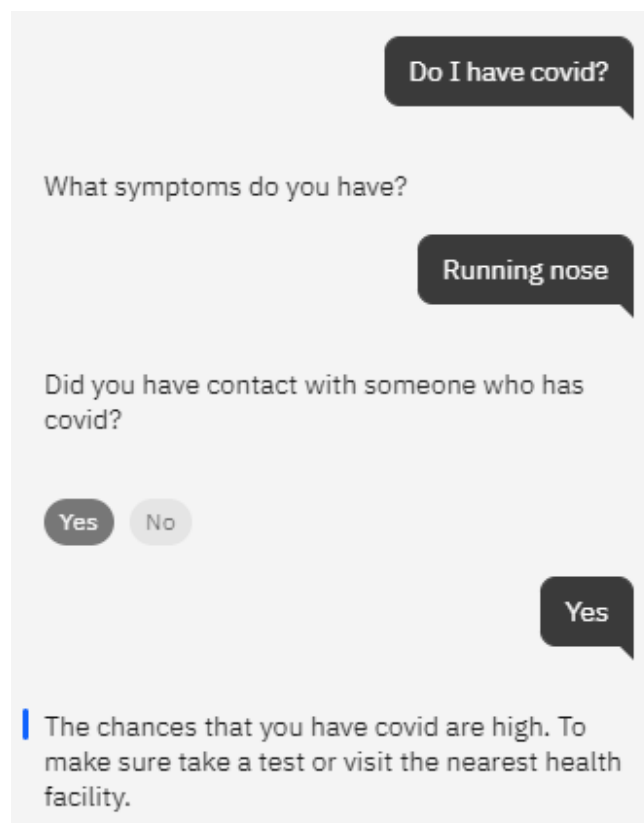 Do I have covid?
What symptoms do you have?
Running nose
Did you have contact with someone who has
covid?
Yes
No
Yes
The chances that you have covid are high. To
make sure take a test or visit the nearest health
facility.